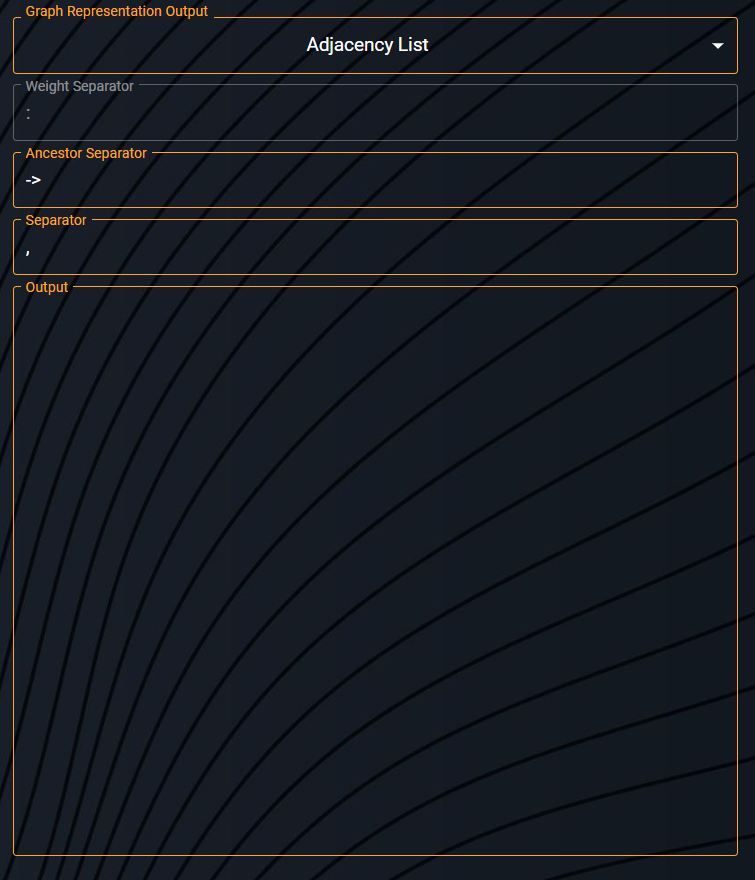 Graph Representation Output
Adjacency List
Weight Separator
:
Ancestor Separator
->
Separator
,
Output